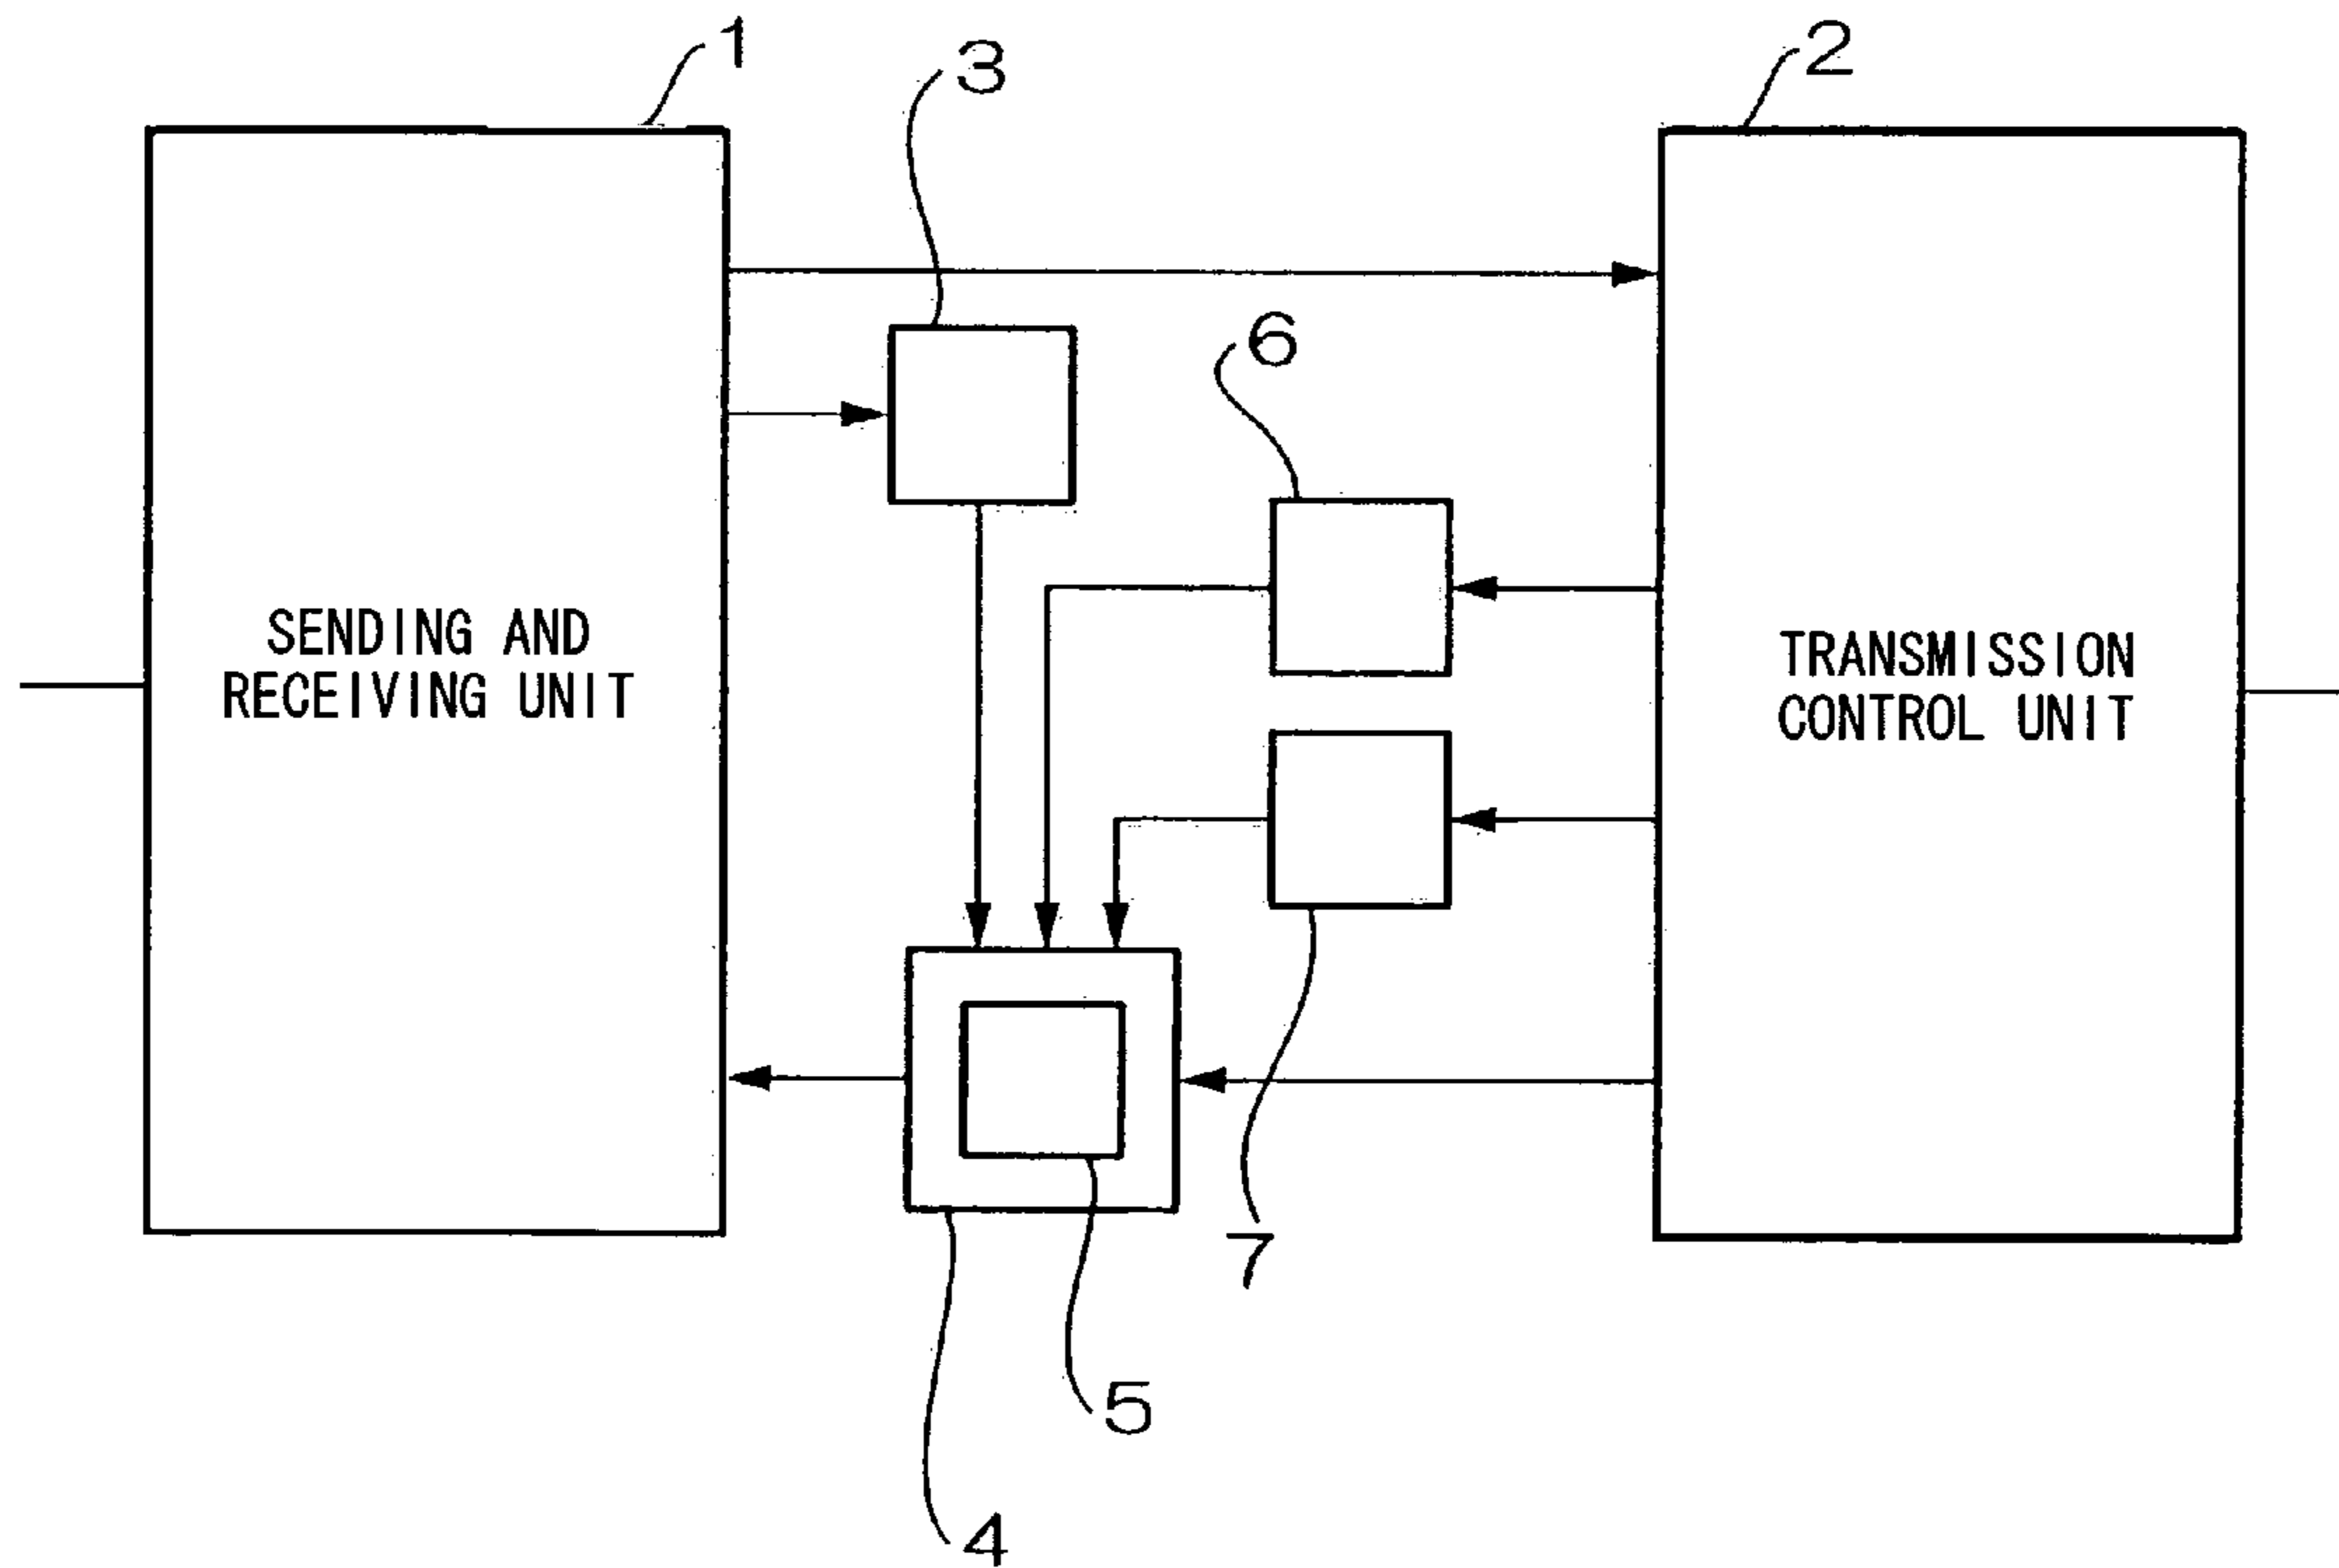 1
2
3
6
SENDING AND
RECEIVING UNIT
TRANSMISSION
CONTROL UNIT
7
5
4